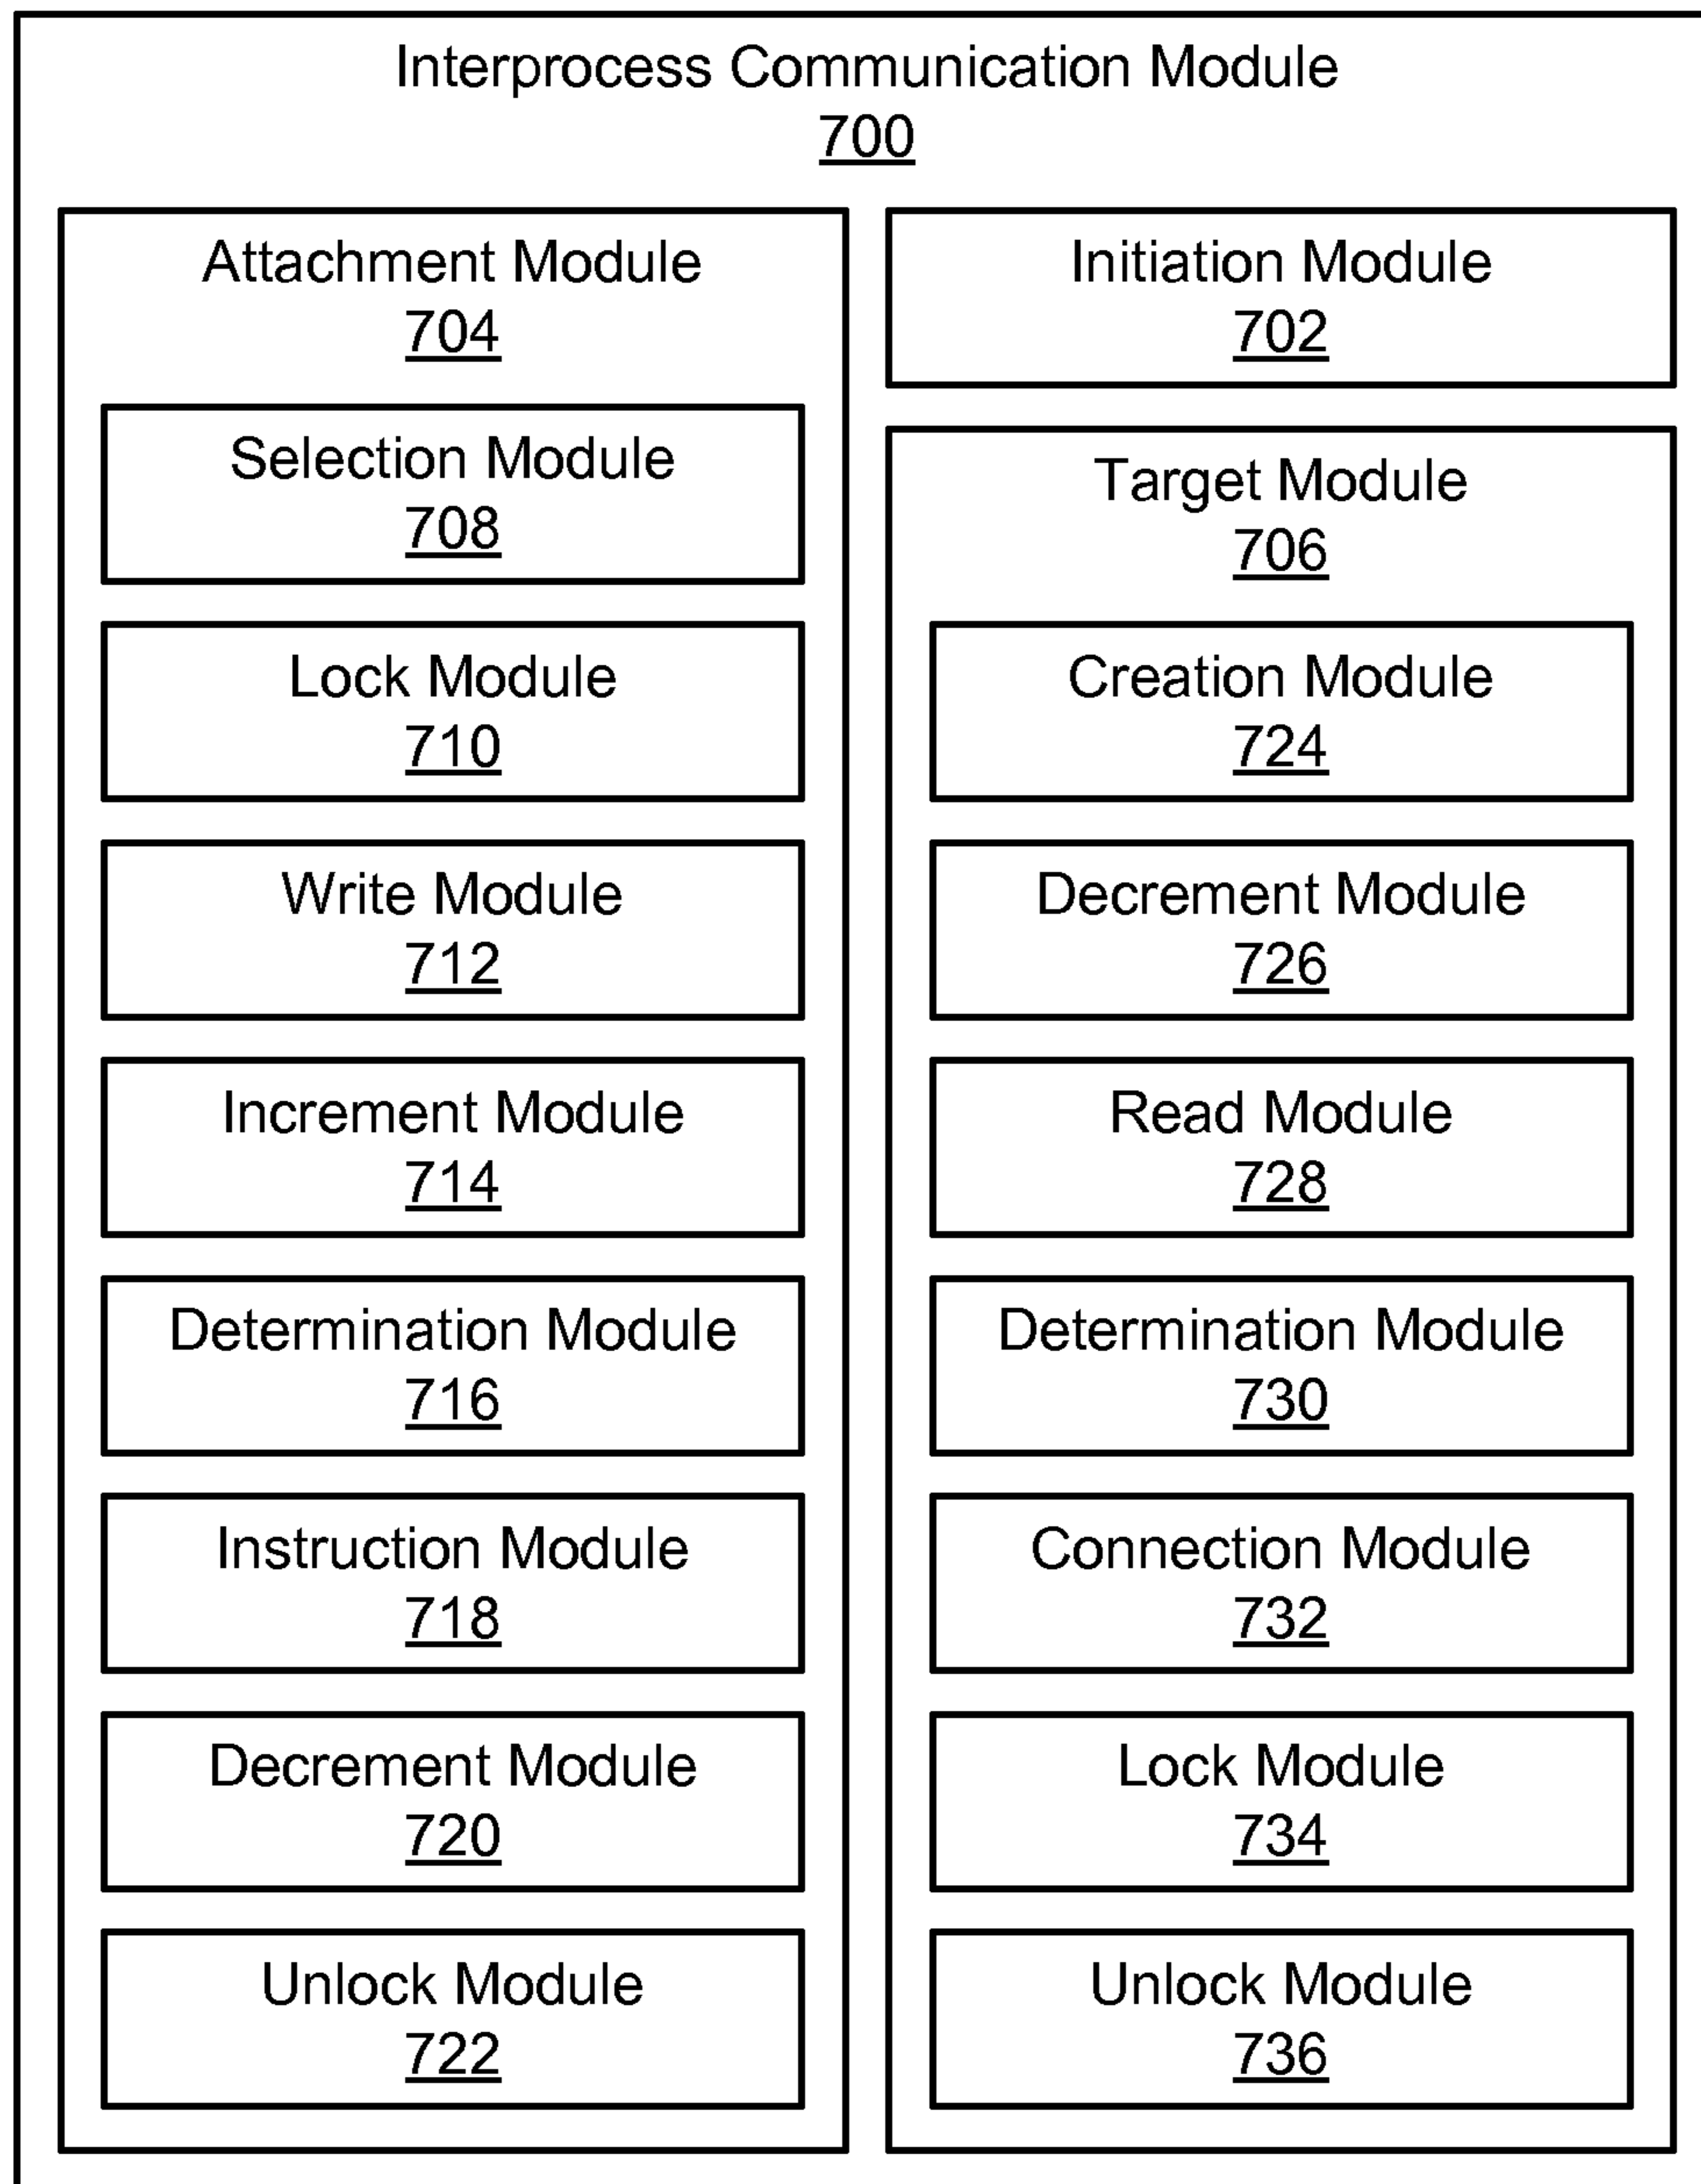 Interprocess Communication Module
700
Attachment Module
704
Selection Module
708
Lock Module
710
Write Module
712
Increment Module
714
Determination Module
716
Instruction Module
718
Decrement Module
720
Unlock Module
722
Initiation Module
702
Target Module
706
Creation Module
724
Decrement Module
726
Read Module
728
Determination Module
730
Connection Module
732
Lock Module
734
Unlock Module
736